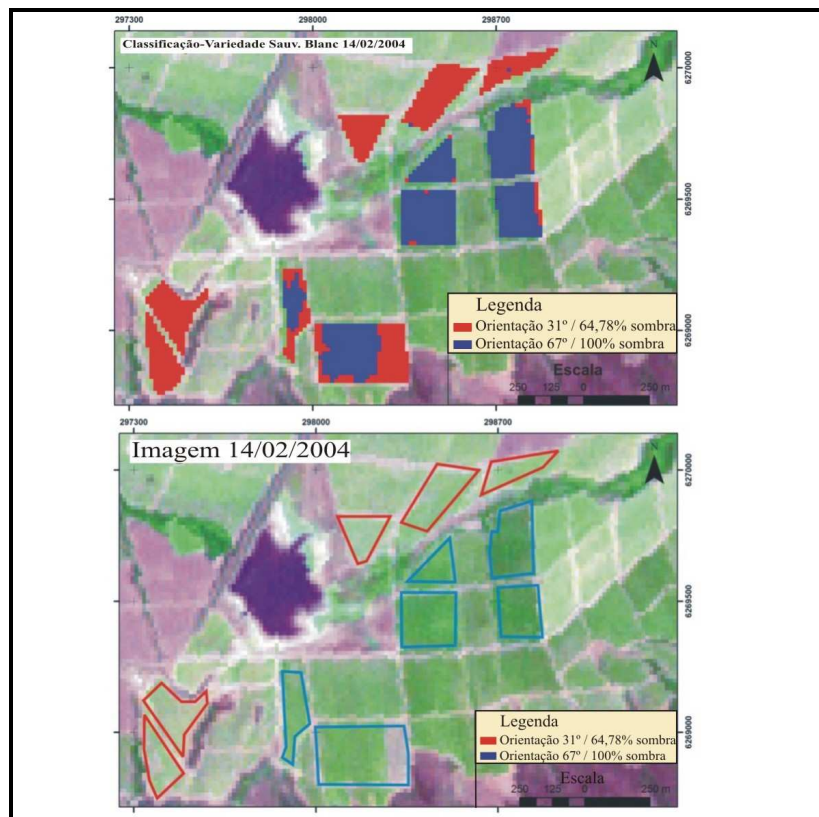 297300 298000 298700
Classificação-Variedade Sauv. Blanc 14/02/2004
N
6270000
6269500
6269000
Legenda
Orientação 31º / 64,78% sombra
Orientação 67º / 100% sombra
Escala
250 125 0 250 m
297300 298000 298700
Imagem 14/02/2004
N
6270000
6269500
6269000
Legenda
Orientação 31º / 64,78% sombra
Orientação 67º / 100% sombra
Escala
250 125 0 250 m